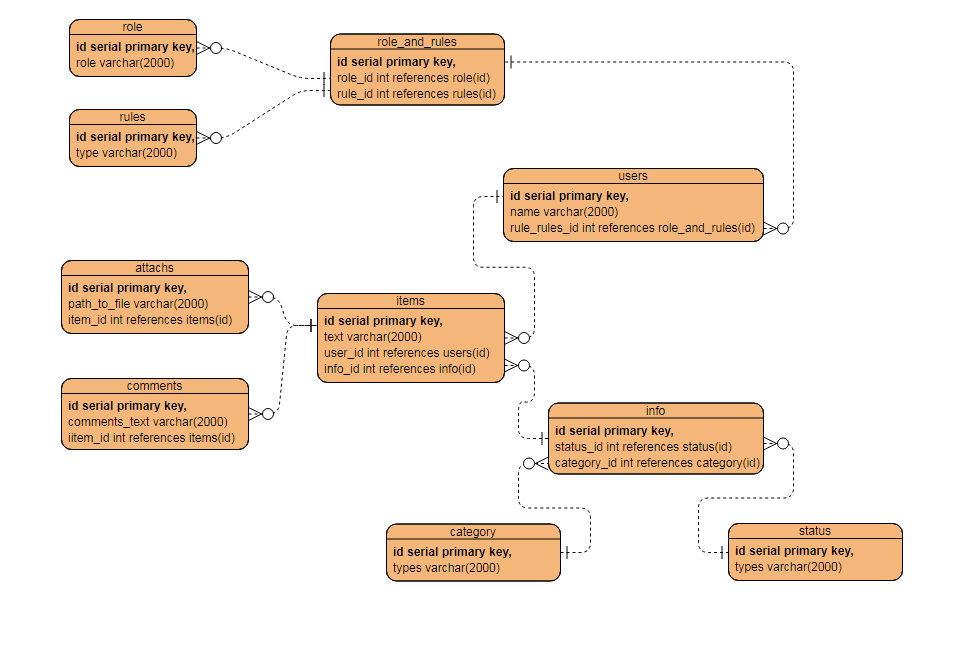 role
id serial primary key,
role varchar(2000)
role_and_rules
id serial primary key,
role_id int references role(id)
rule_id int references rules(id)
rules
id serial primary key,
type varchar(2000)
users
id serial primary key,
name varchar(2000)
rule_rules_id int references role_and_rules(id)
attachs
id serial primary key,
path_to_file varchar(2000)
item_id int references items(id)
items
id serial primary key,
text varchar(2000)
user_id int references users(id)
info_id int references info(id)
comments
id serial primary key,
comments_text varchar(2000)
iitem_id int references items(id)
info
id serial primary key,
status_id int references status(id)
category_id int references category(id)
category
id serial primary key,
types varchar(2000)
status
id serial primary key,
types varchar(2000)